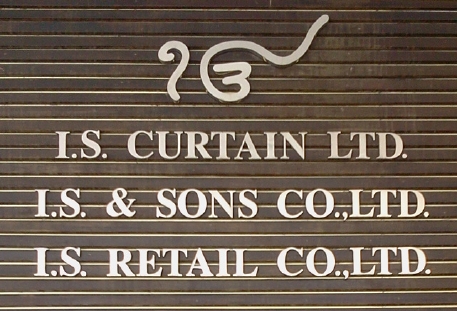 ੴ
I.S. CURTAIN LTD.
I.S. & SONS CO.,LTD.
I.S. RETAIL CO.,LTD.